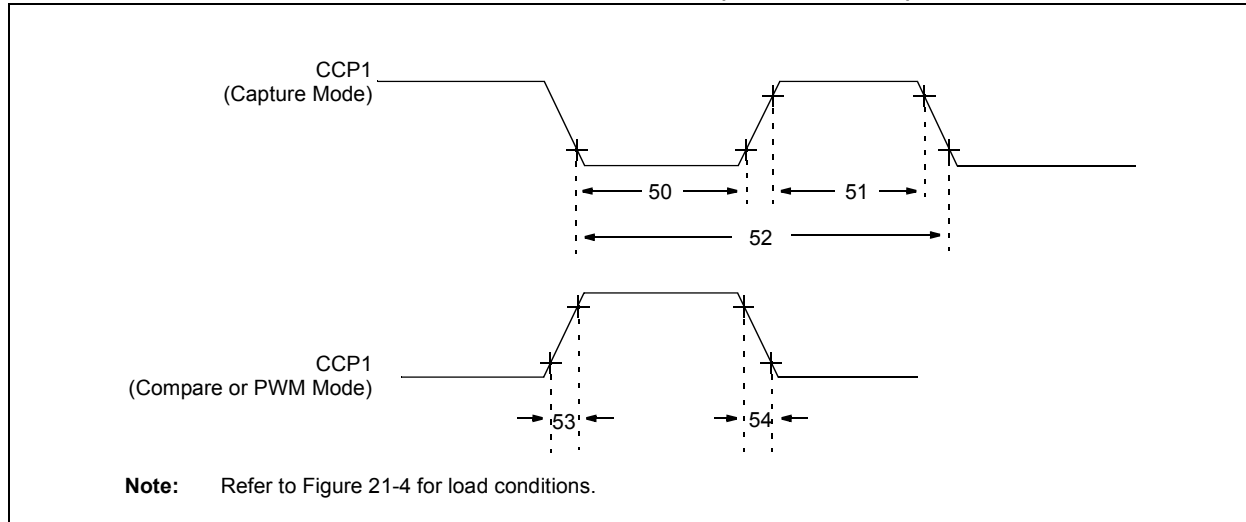 CCP1
(Capture Mode)
50
51
52
CCP1
(Compare or PWM Mode)
53
54
Note: Refer to Figure 21-4 for load conditions.